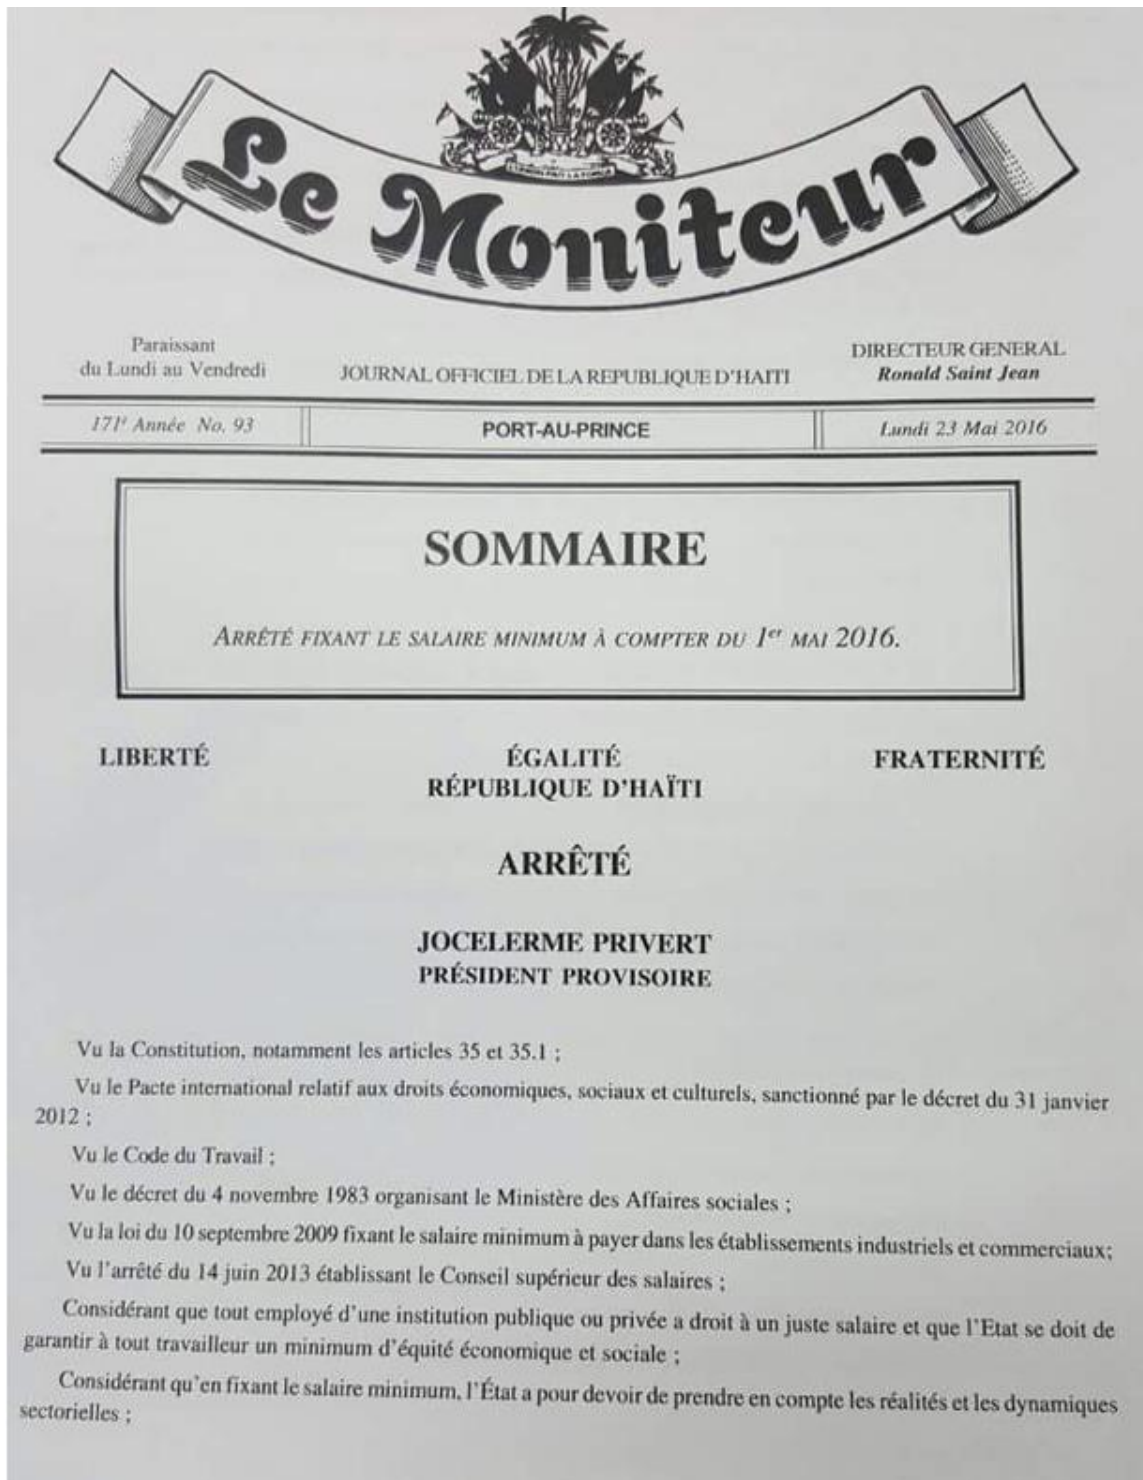 L'UNION FAIT LA FORCE
Le Moniteur
Paraissant
du Lundi au Vendredi
JOURNAL OFFICIEL DE LA REPUBLIQUE D'HAITI
DIRECTEUR GENERAL
Ronald Saint Jean
171e Année No. 93
PORT-AU-PRINCE
Lundi 23 Mai 2016
SOMMAIRE
ARRÊTÉ FIXANT LE SALAIRE MINIMUM À COMPTER DU 1er MAI 2016.
LIBERTÉ ÉGALITÉ FRATERNITÉ
RÉPUBLIQUE D'HAÏTI
ARRÊTÉ
JOCELERME PRIVERT
PRÉSIDENT PROVISOIRE
Vu la Constitution, notamment les articles 35 et 35.1 ;
Vu le Pacte international relatif aux droits économiques, sociaux et culturels, sanctionné par le décret du 31 janvier
2012 ;
Vu le Code du Travail ;
Vu le décret du 4 novembre 1983 organisant le Ministère des Affaires sociales ;
Vu la loi du 10 septembre 2009 fixant le salaire minimum à payer dans les établissements industriels et commerciaux;
Vu l'arrêté du 14 juin 2013 établissant le Conseil supérieur des salaires ;
Considérant que tout employé d'une institution publique ou privée a droit à un juste salaire et que l'Etat se doit de
garantir à tout travailleur un minimum d'équité économique et sociale ;
Considérant qu'en fixant le salaire minimum, l'État a pour devoir de prendre en compte les réalités et les dynamiques
sectorielles ;